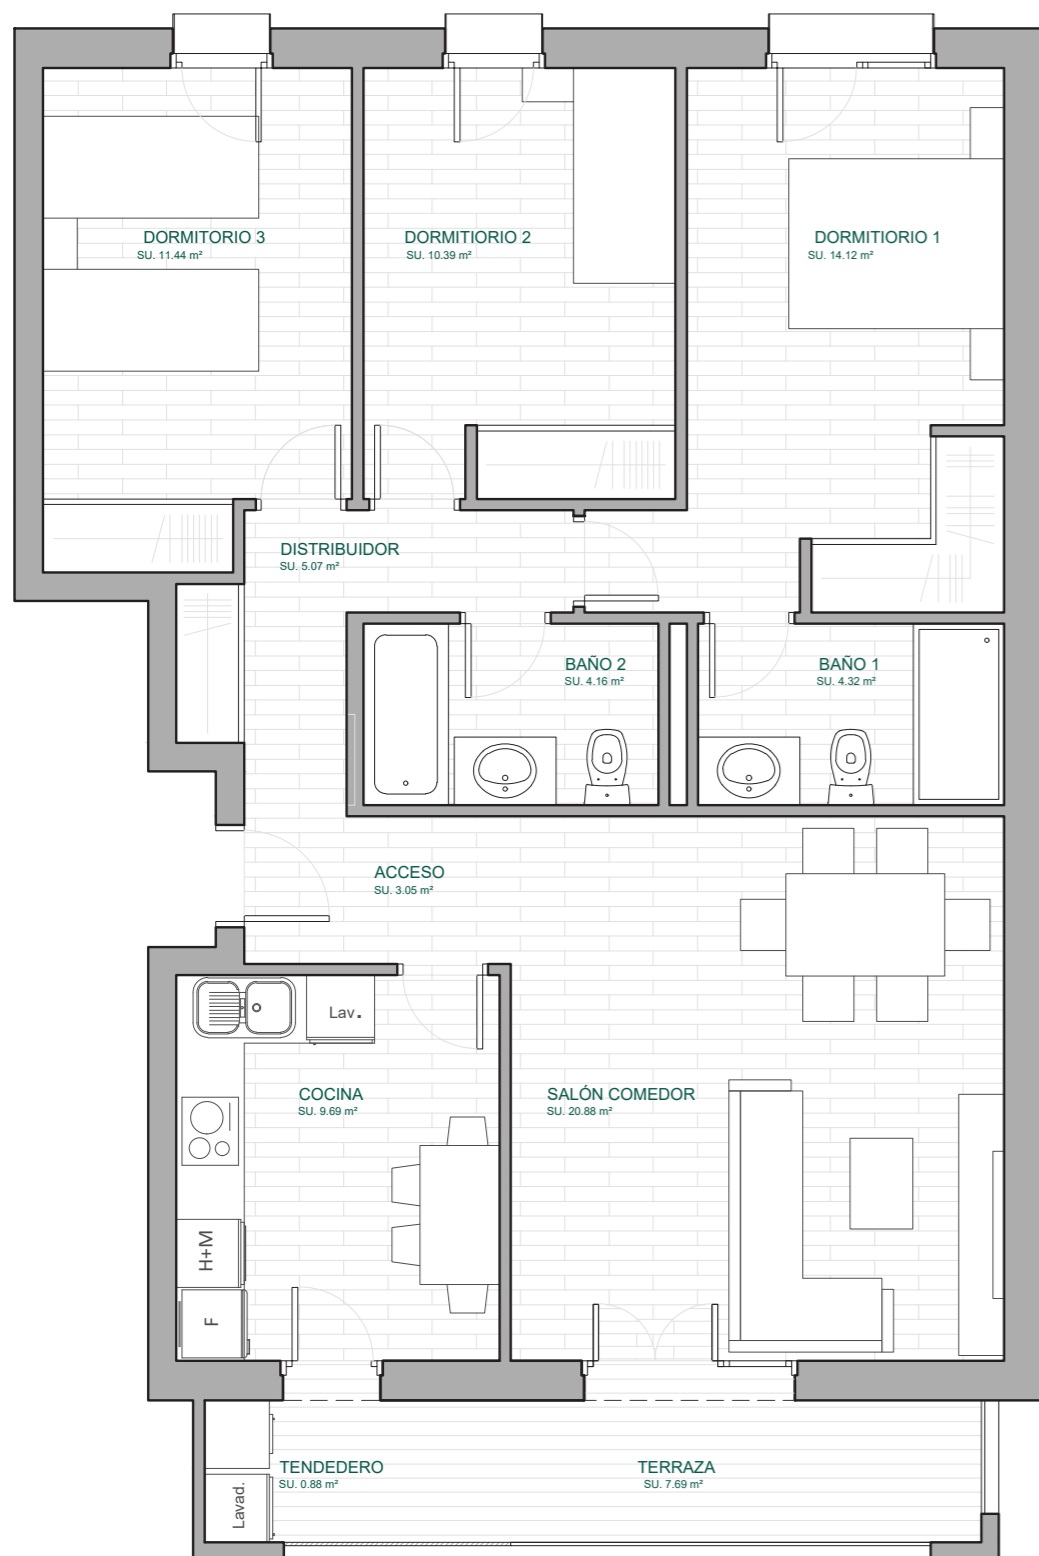 DORMITORIO 3
SU. 11.44 m²
DORMITIORIO 2
SU. 10.39 m²
DORMITIORIO 1
SU. 14.12 m²
DISTRIBUIDOR
SU. 5.07 m²
BAÑO 2
SU. 4.16 m²
BAÑO 1
SU. 4.32 m²
ACCESO
SU. 3.05 m²
Lav.
COCINA
SU. 9.69 m²
SALÓN COMEDOR
SU. 20.88 m²
H+M
F
TENDEDERO
SU. 0.88 m²
TERRAZA
SU. 7.69 m²
Lavad.